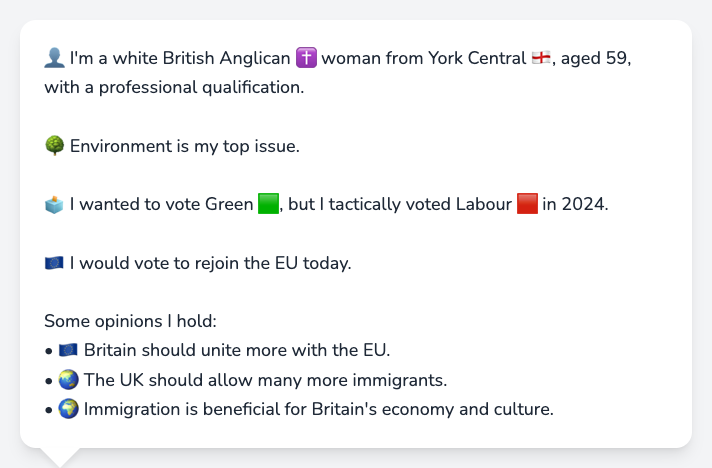 👤 I'm a white British Anglican ✝️ woman from York Central 🏴󠁧󠁢󠁥󠁮󠁧󠁿, aged 59,
with a professional qualification.
🌳 Environment is my top issue.
🗳️ I wanted to vote Green 🟩, but I tactically voted Labour 🟥 in 2024.
🇪🇺 I would vote to rejoin the EU today.
Some opinions I hold:
• 🇪🇺 Britain should unite more with the EU.
• 🌏 The UK should allow many more immigrants.
• 🌍 Immigration is beneficial for Britain's economy and culture.